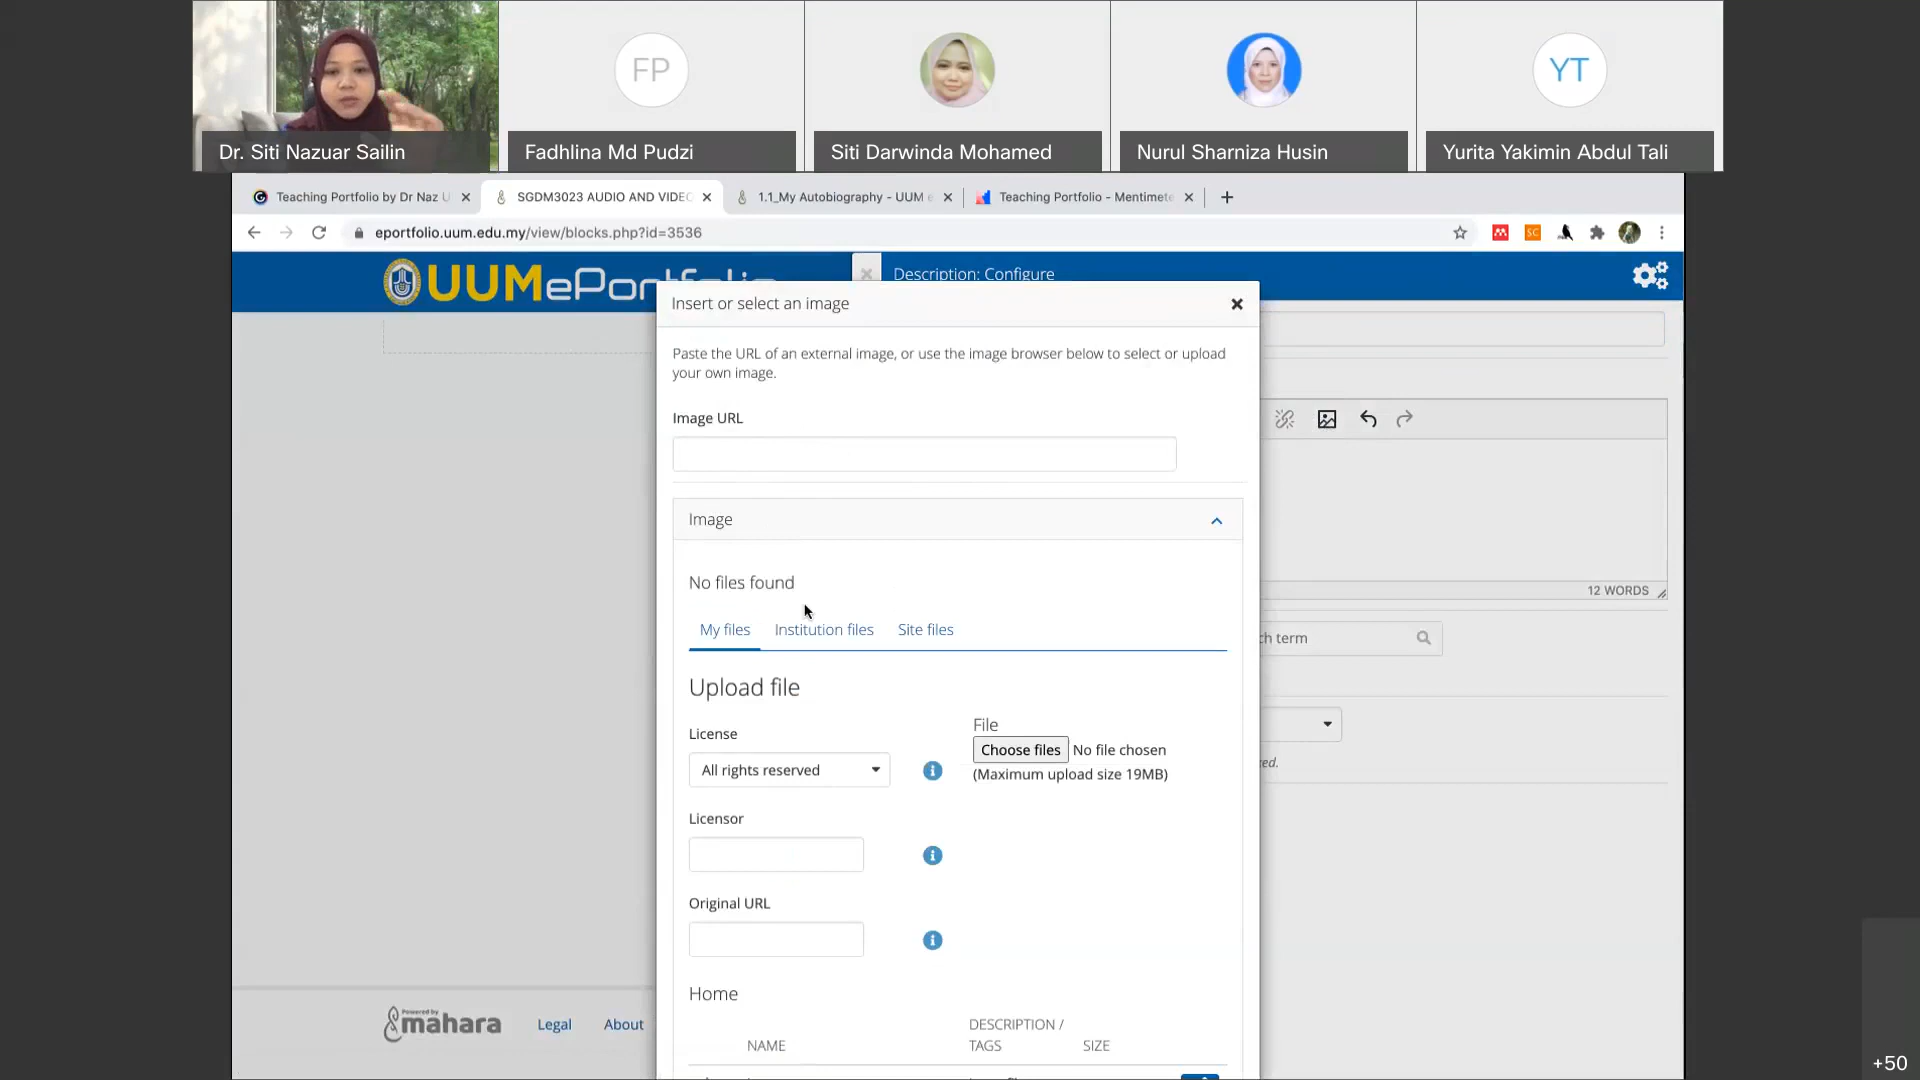 FP
YT
Dr. Siti Nazuar Sailin
Fadhlina Md Pudzi
Siti Darwinda Mohamed
Nurul Sharniza Husin
Yurita Yakimin Abdul Tali
Teaching Portfolio by Dr Naz U
SGDM3023 AUDIO AND VIDEO
1.1_My Autobiography - UUM e
Teaching Portfolio - Mentimete
eportfolio.uum.edu.my/view/blocks.php?id=3536
SC
UUMePortfolio
Description: Configure
Insert or select an image
Paste the URL of an external image, or use the image browser below to select or upload
your own image.
Image URL
Image
12 WORDS
No files found
My files
Institution files
Site files
ch term
Upload file
License
File
All rights reserved
Choose files
No file chosen
(Maximum upload size 19MB)
Licensor
Original URL
Home
Powered by
mahara
Legal
About
NAME
DESCRIPTION /
TAGS
SIZE
+50